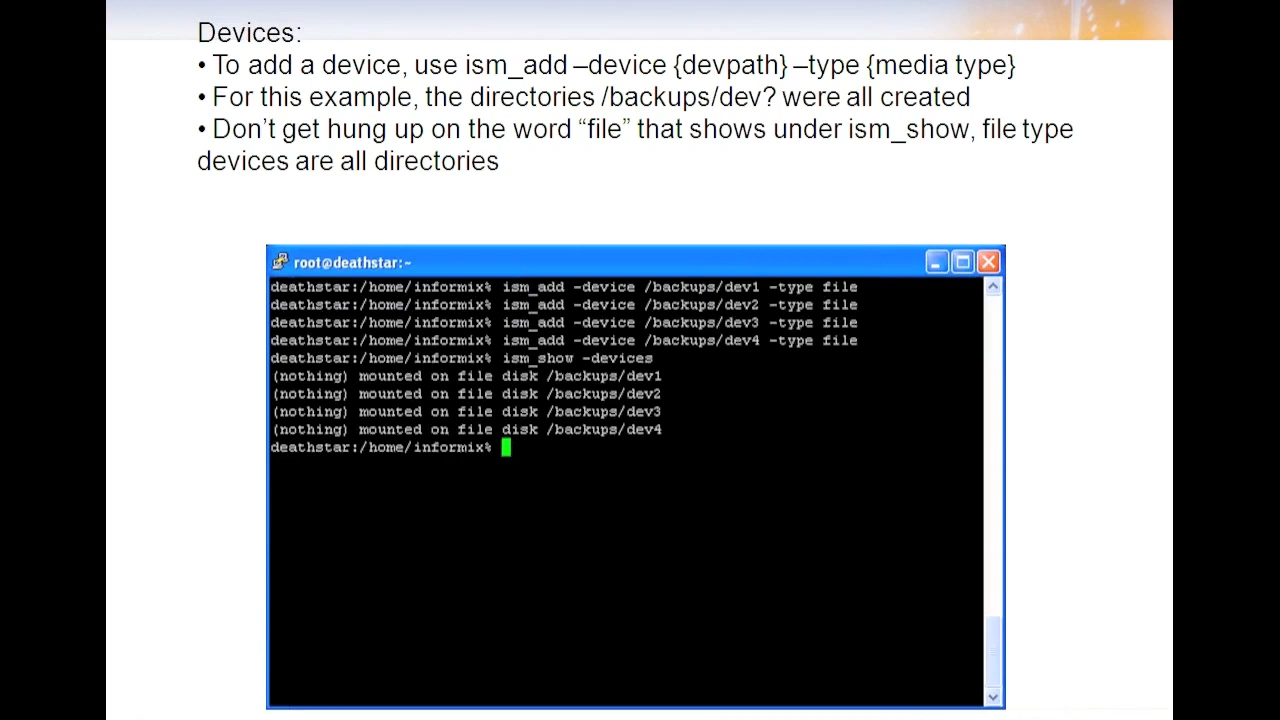 Devices:
• To add a device, use ism_add –device {devpath} –type {media type}
• For this example, the directories /backups/dev? were all created
• Don’t get hung up on the word “file” that shows under ism_show, file type
devices are all directories
root@deathstar:~
deathstar:/home/informix% ism_add -device /backups/dev1 -type file
deathstar:/home/informix% ism_add -device /backups/dev2 -type file
deathstar:/home/informix% ism_add -device /backups/dev3 -type file
deathstar:/home/informix% ism_add -device /backups/dev4 -type file
deathstar:/home/informix% ism_show -devices
(nothing) mounted on file disk /backups/dev1
(nothing) mounted on file disk /backups/dev2
(nothing) mounted on file disk /backups/dev3
(nothing) mounted on file disk /backups/dev4
deathstar:/home/informix%